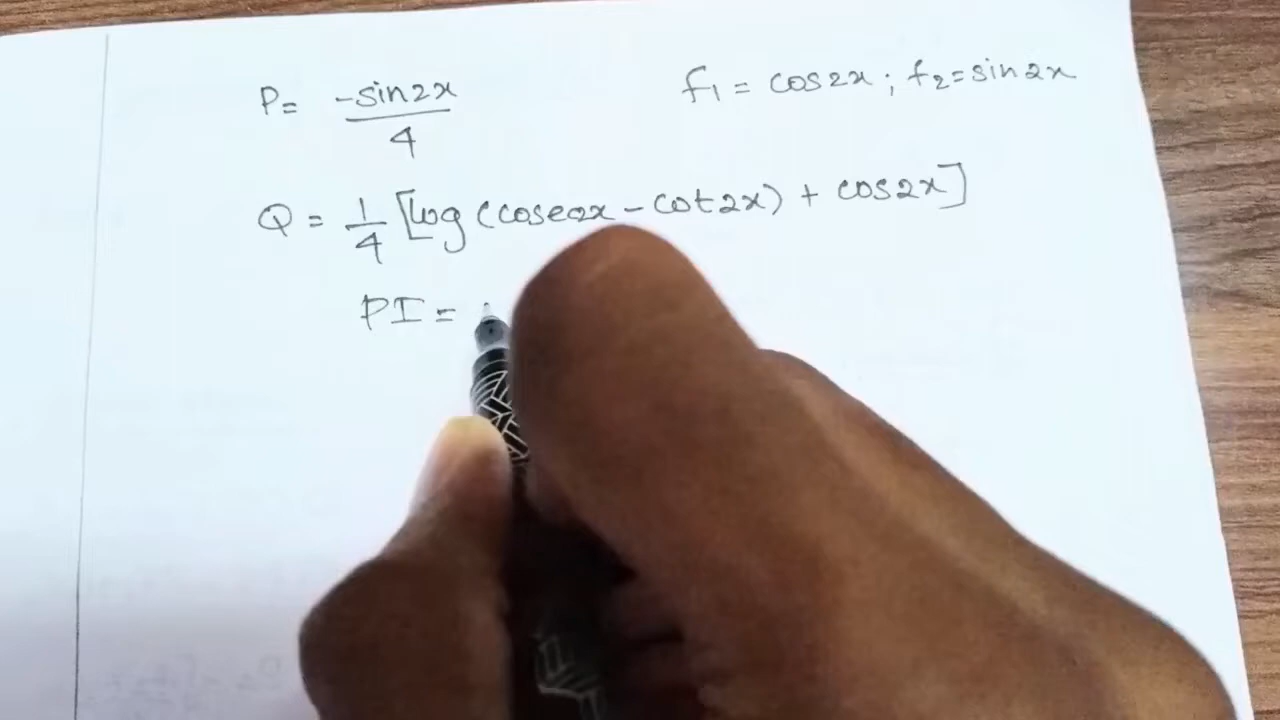 P = -sin2x/4 f1 = cos2x ; f2 = sin2x
Q = 1/4 [log (cosec2x - cot2x) + cos2x]
PI =